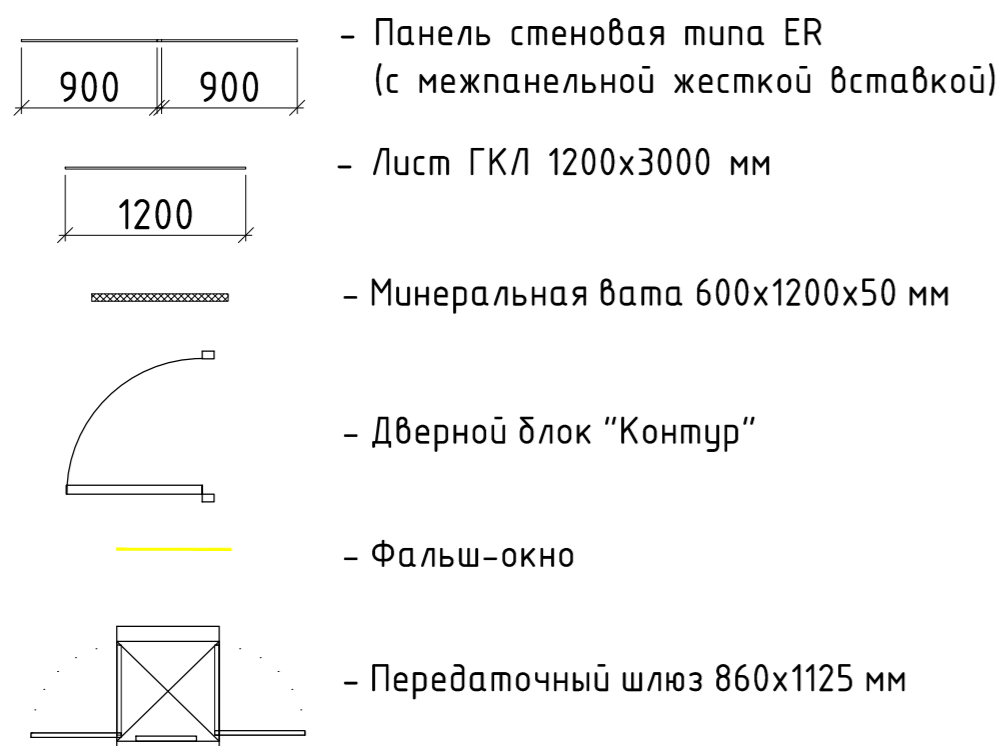 900 900
- Панель стеновая типа ER
(с межпанельной жесткой вставкой)
1200
- Лист ГКЛ 1200х3000 мм
- Минеральная вата 600х1200х50 мм
- Дверной блок "Контур"
- Фальш-окно
- Передаточный шлюз 860х1125 мм